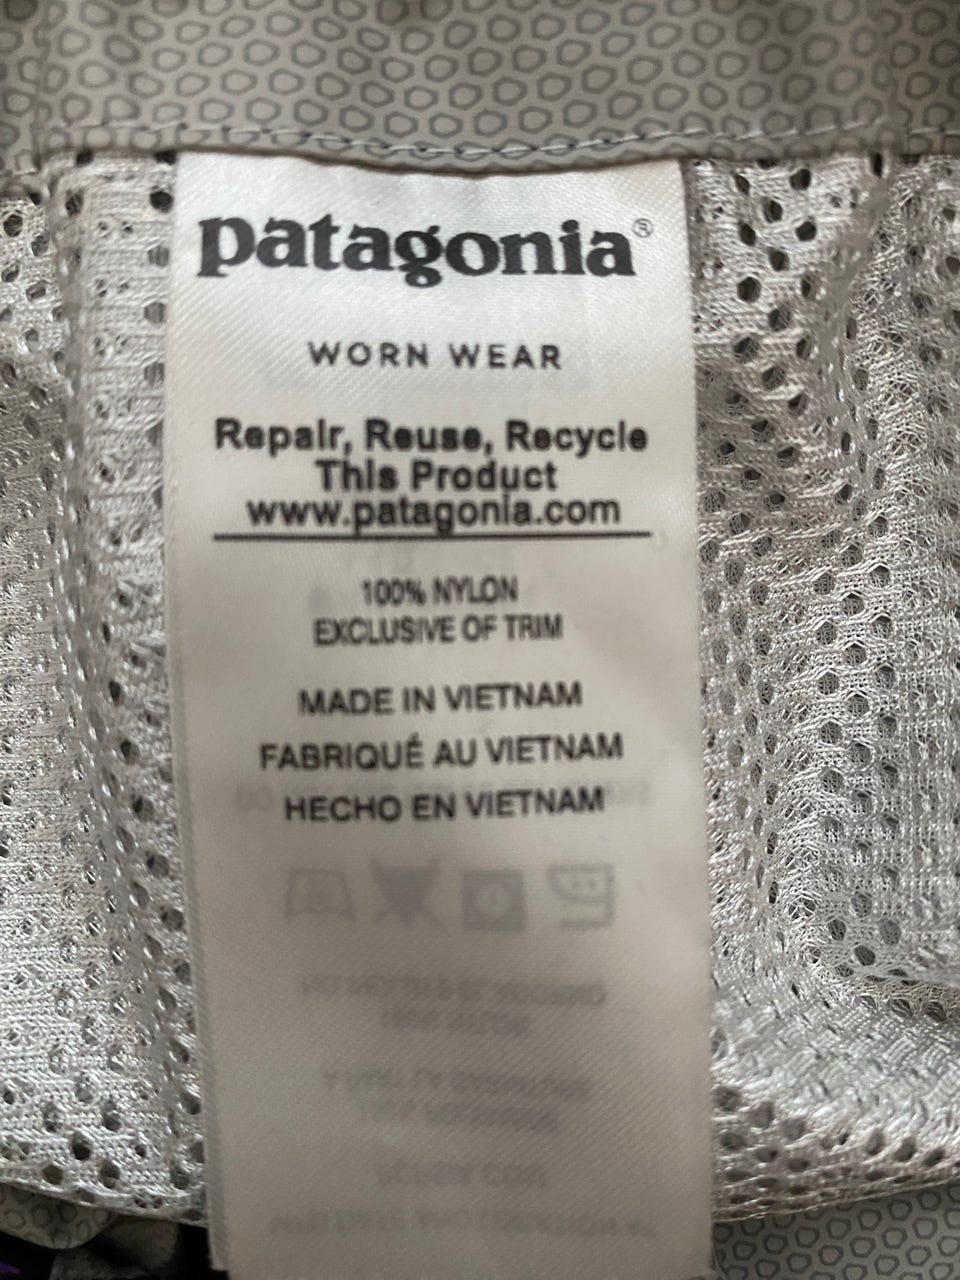 patagonia®
WORN WEAR
Repair, Reuse, Recycle
This Product
www.patagonia.com
100% NYLON
EXCLUSIVE OF TRIM
MADE IN VIETNAM
FABRIQUÉ AU VIETNAM
HECHO EN VIETNAM